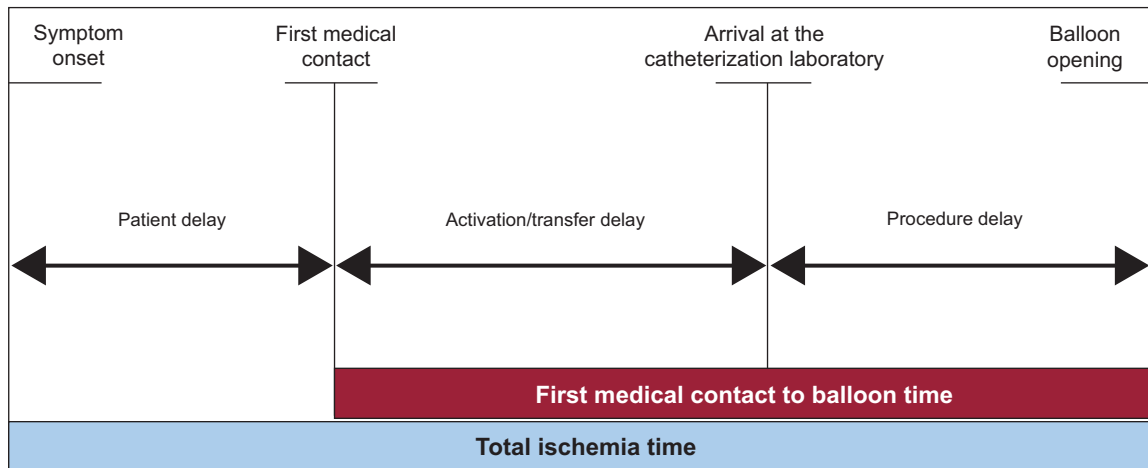 Symptom
onset
First medical
contact
Arrival at the
catheterization laboratory
Balloon
opening
Patient delay
Activation/transfer delay
Procedure delay
First medical contact to balloon time
Total ischemia time